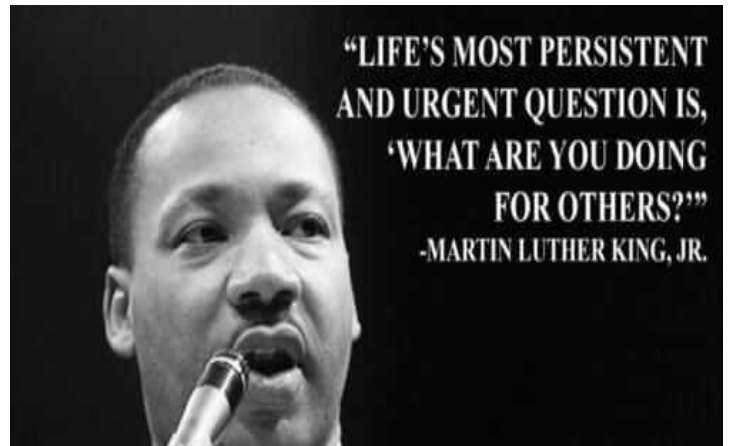 “LIFE’S MOST PERSISTENT
AND URGENT QUESTION IS,
‘WHAT ARE YOU DOING
FOR OTHERS?’”
-MARTIN LUTHER KING, JR.